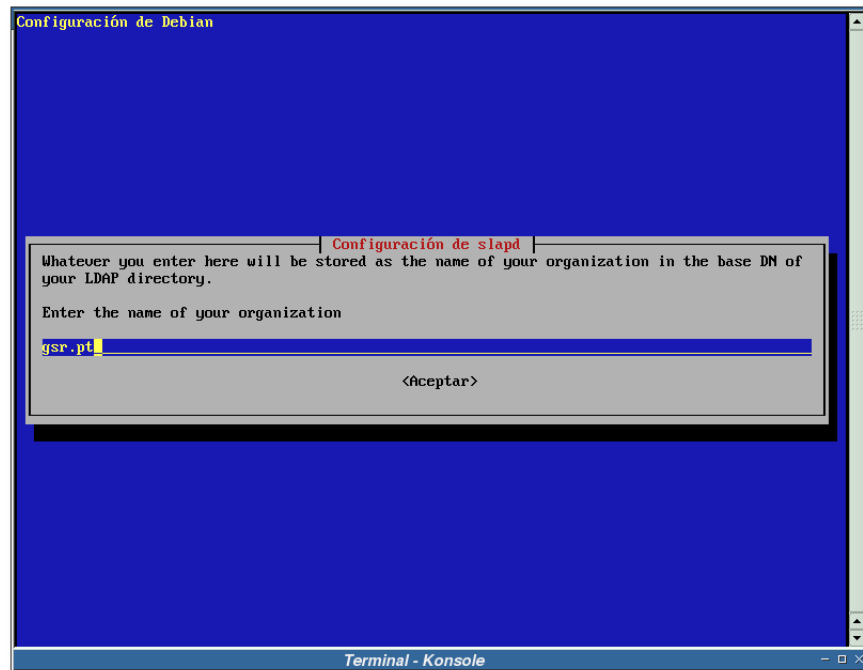 Configuración de Debian
Configuración de slapd
Whatever you enter here will be stored as the name of your organization in the base DN of
your LDAP directory.
Enter the name of your organization
gsr.pt
<Aceptar>
Terminal - Konsole